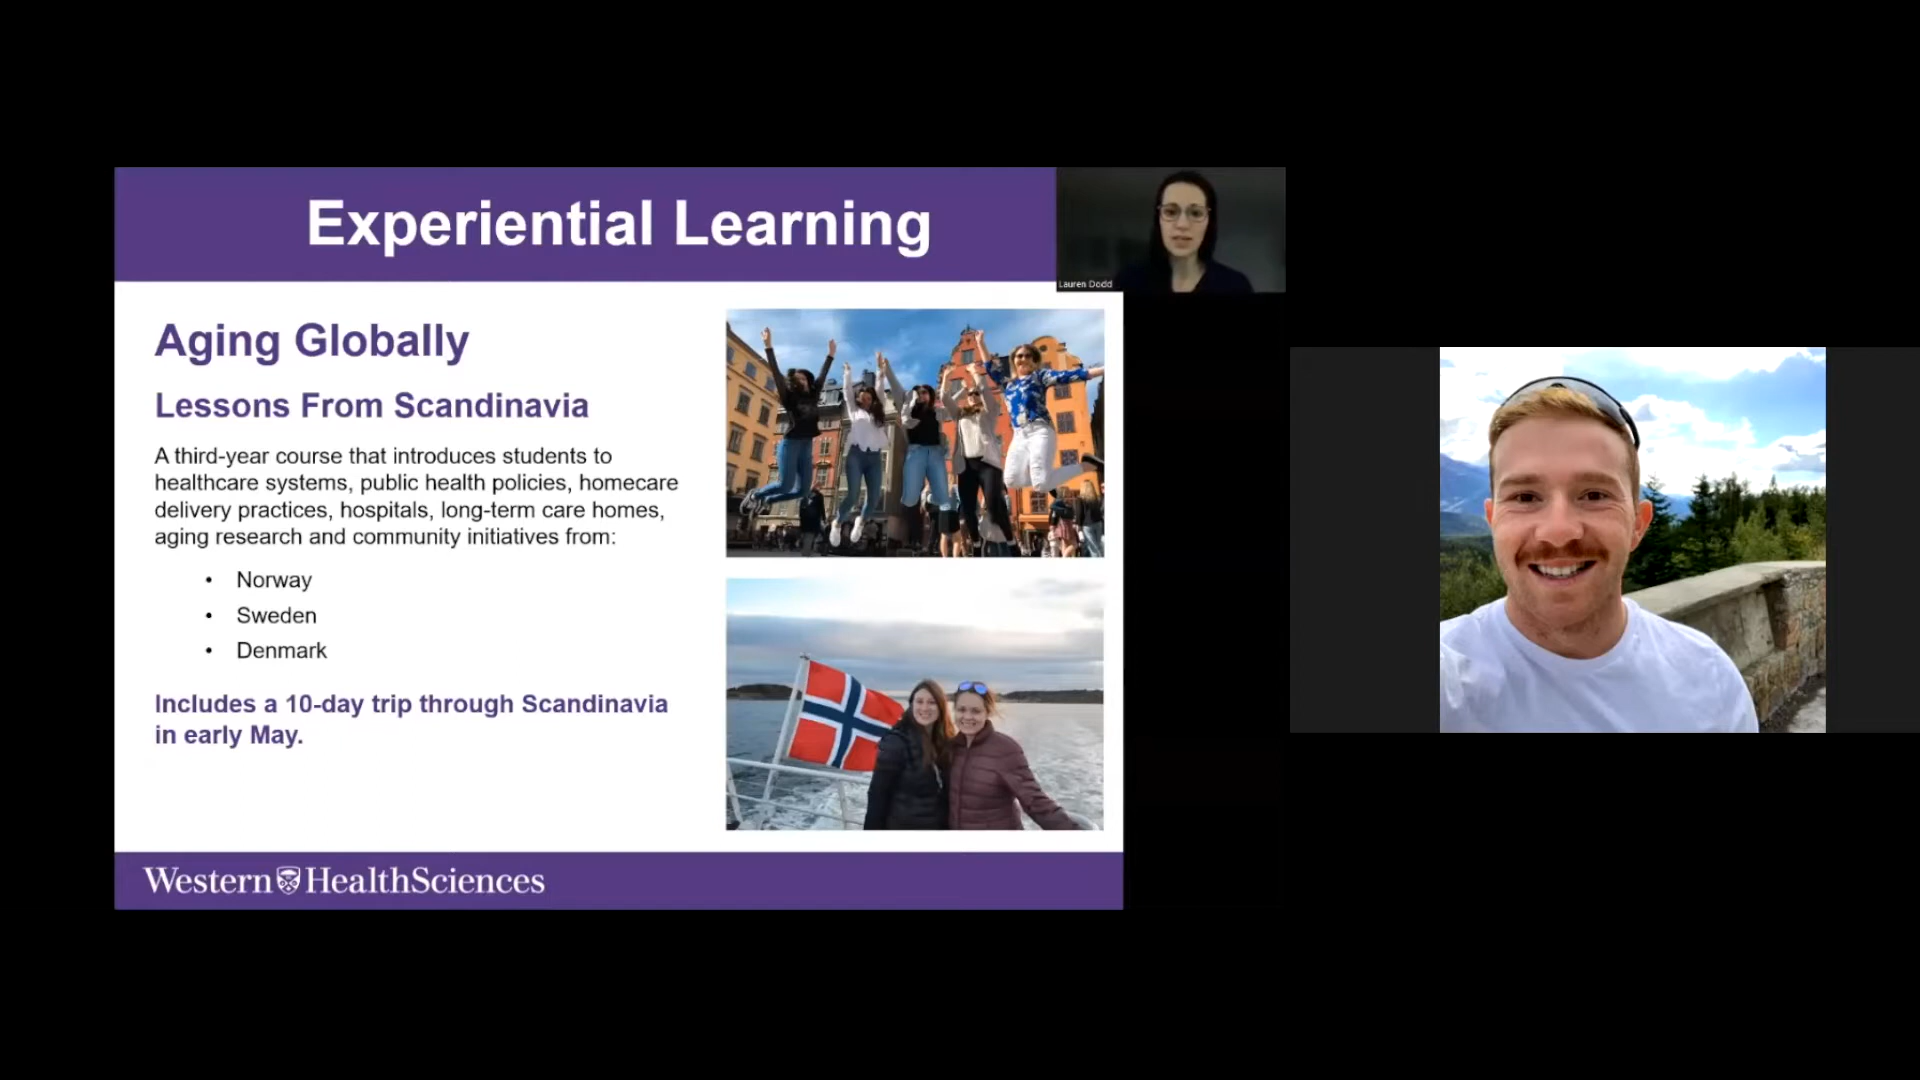 Experiential Learning
Lauren Dodd
Aging Globally
Lessons From Scandinavia
A third-year course that introduces students to
healthcare systems, public health policies, homecare
delivery practices, hospitals, long-term care homes,
aging research and community initiatives from:
• Norway
• Sweden
• Denmark
Includes a 10-day trip through Scandinavia
in early May.
Western HealthSciences